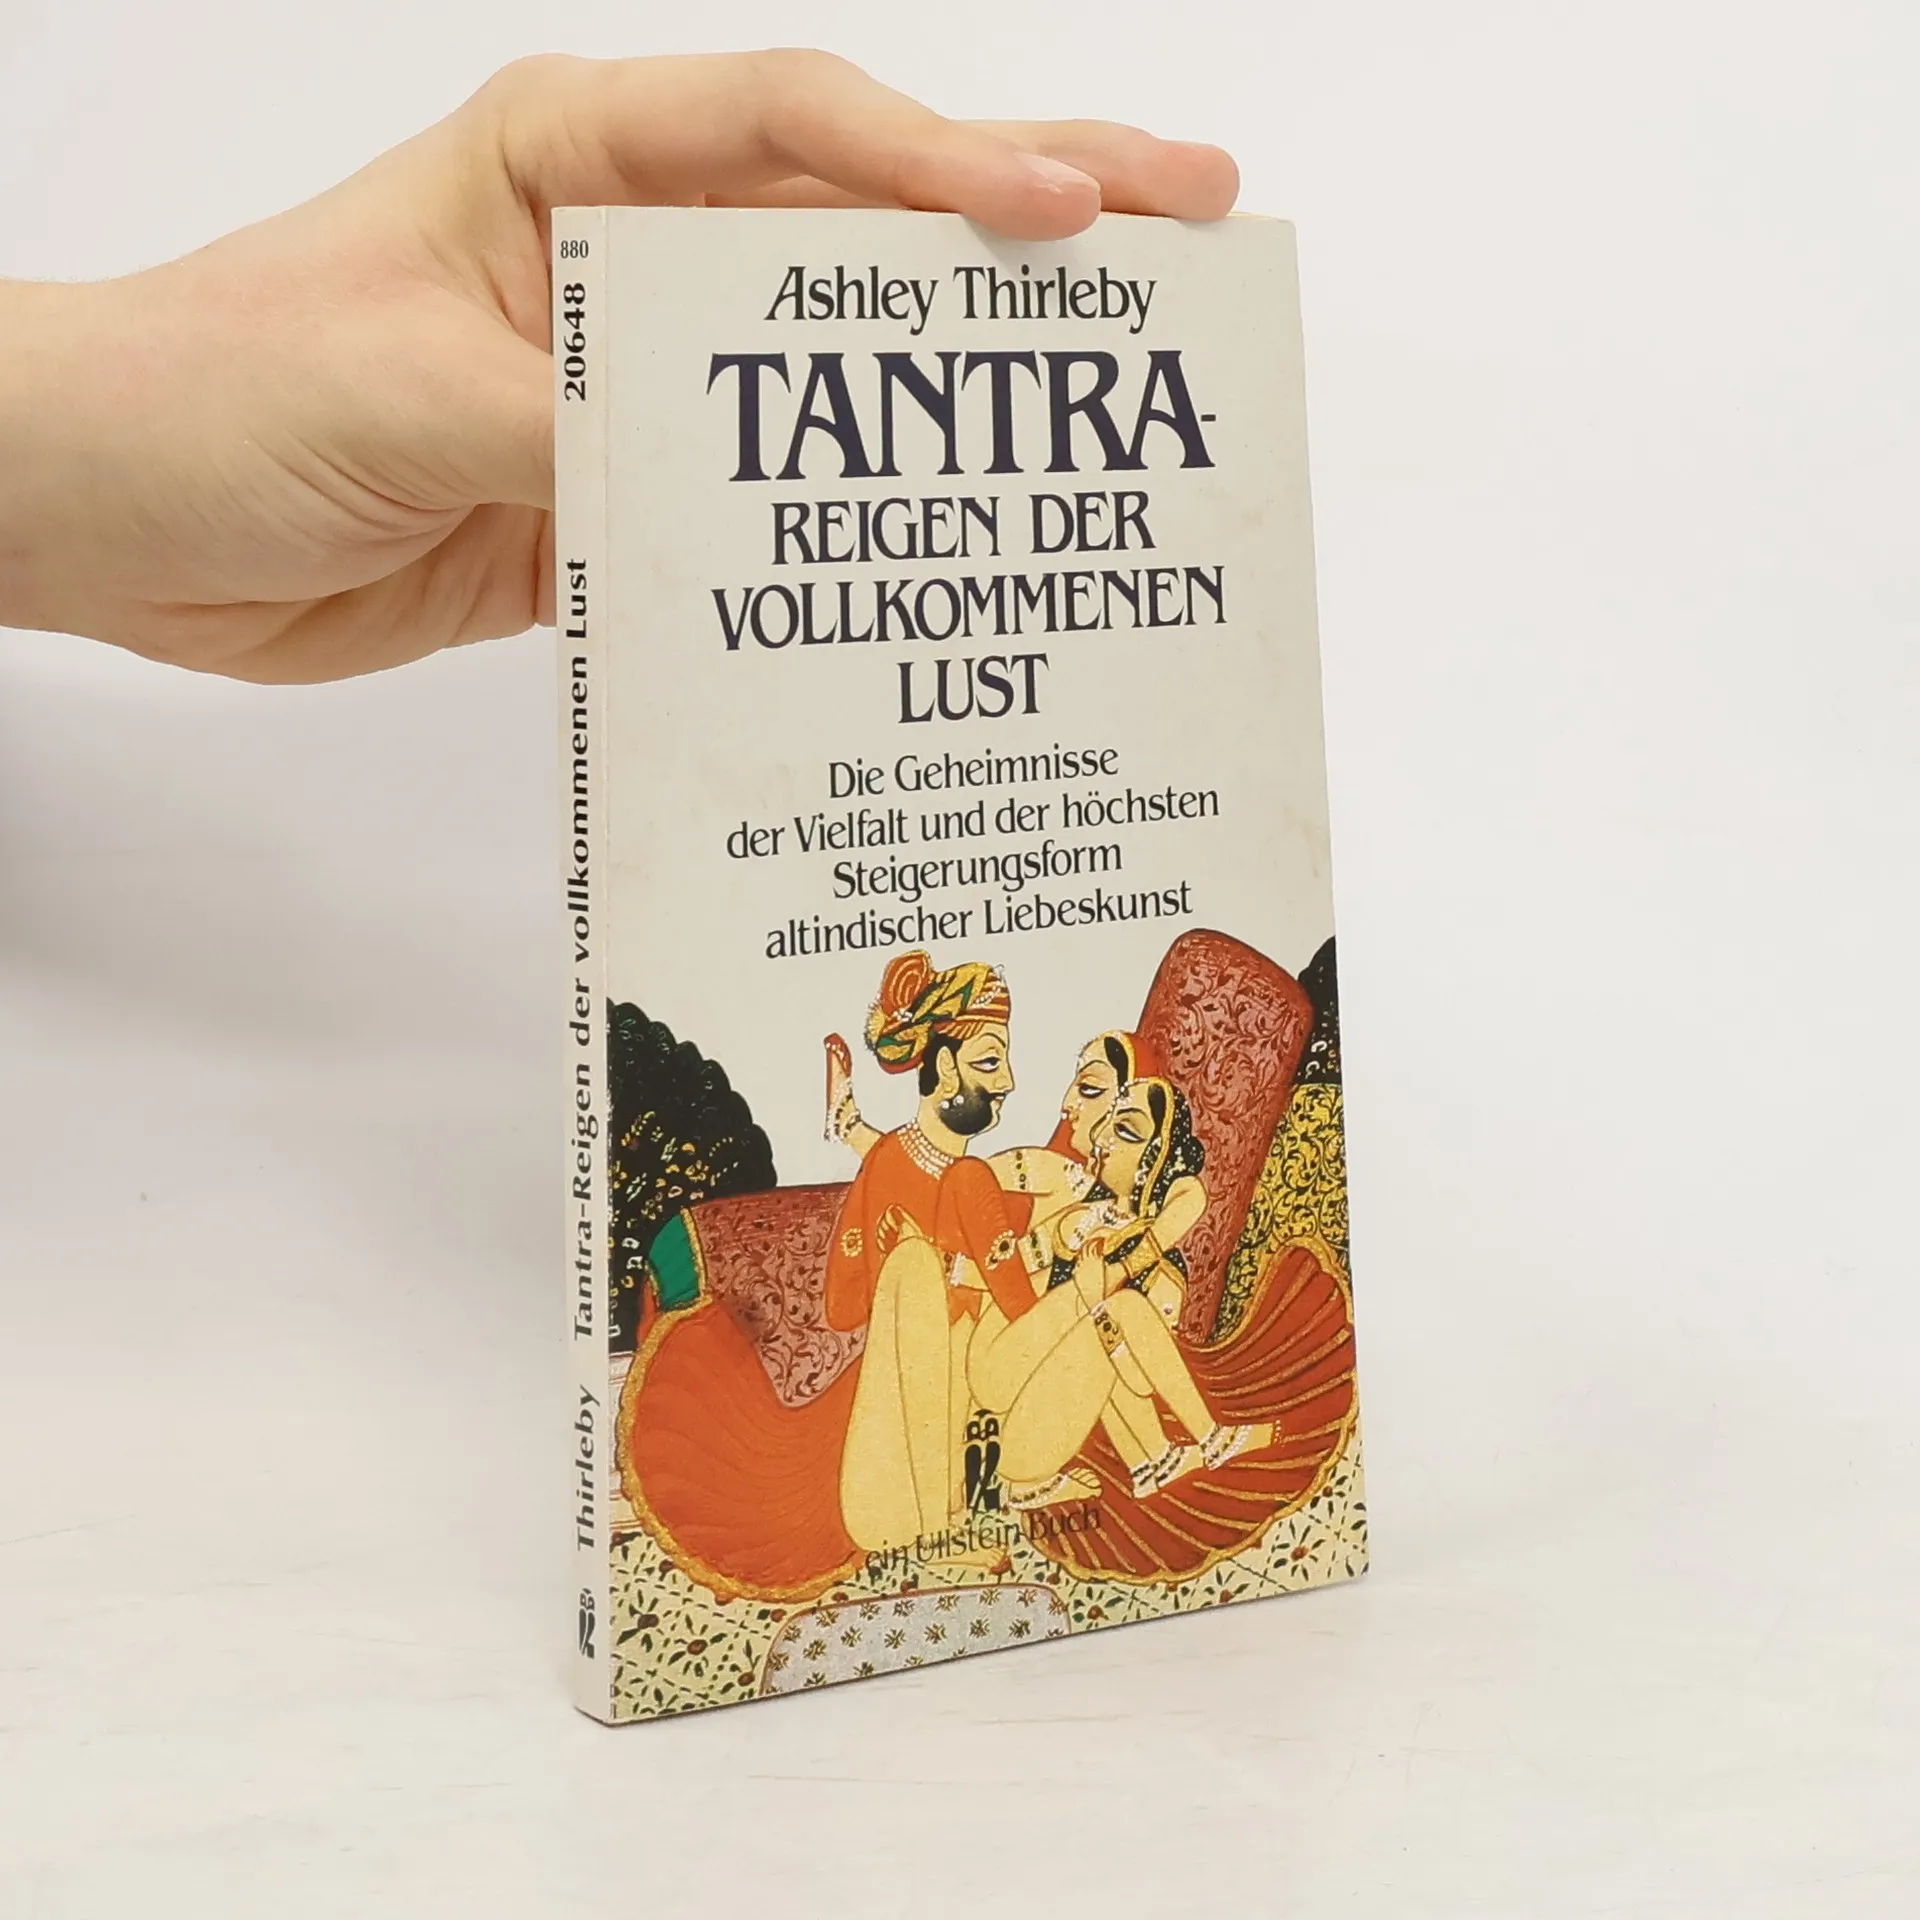 880
20648
Thirleby Tantra-Reigen der vollkommenen Lust
Ashley Thirleby
TANTRA-
REIGEN DER
VOLLKOMMENEN
LUST
Die Geheimnisse
der Vielfalt und der höchsten
Steigerungsform
altindischer Liebeskunst
ein Ullstein Buch